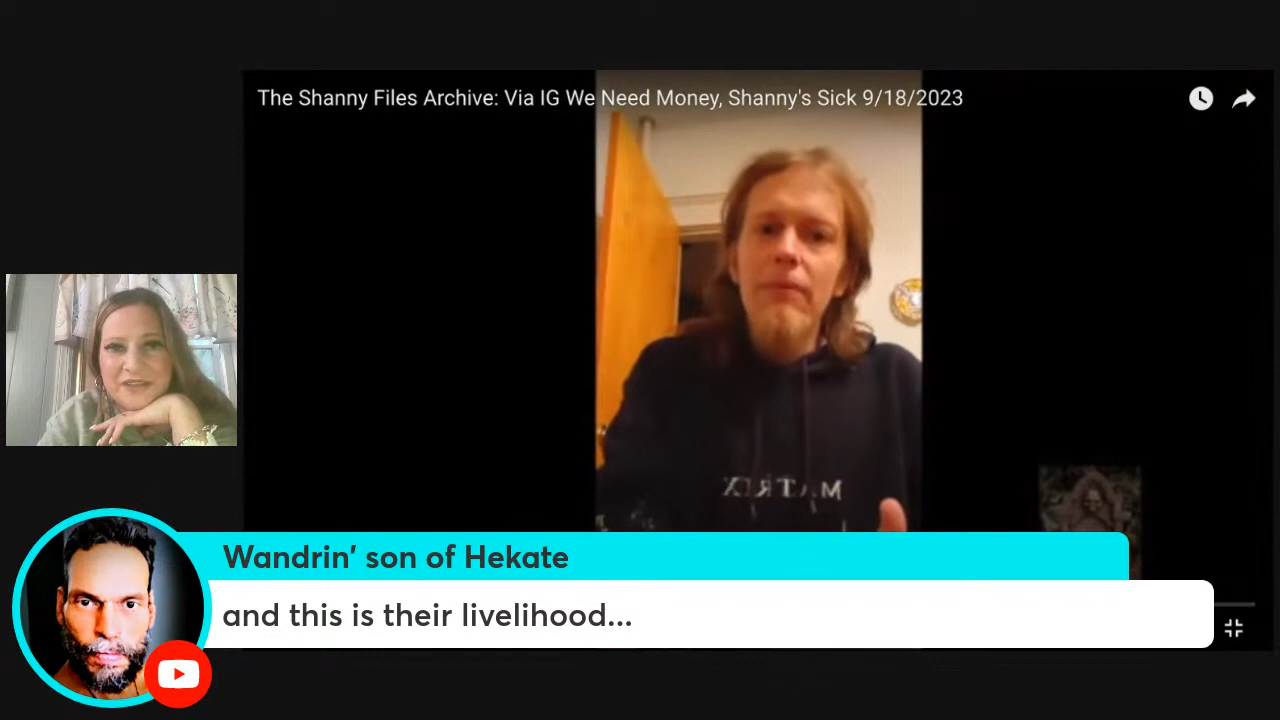 The Shanny Files Archive: Via IG We Need Money, Shanny's Sick 9/18/2023
MATRIX
Wandrin' son of Hekate
and this is their livelihood...